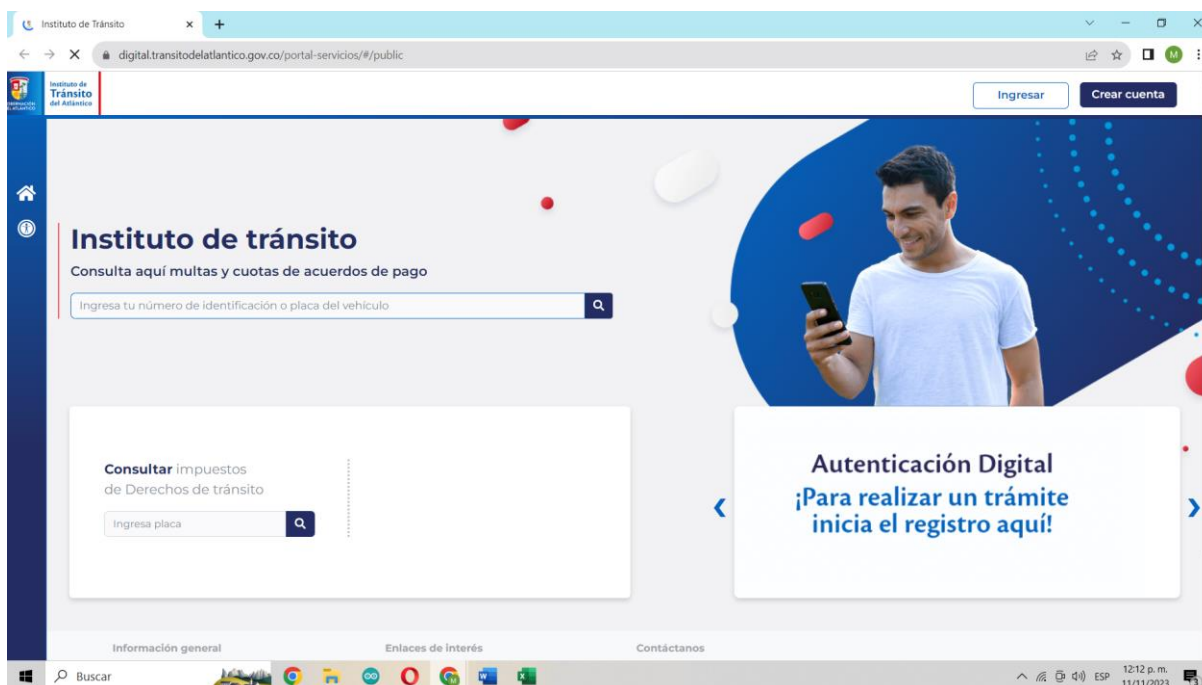 Instituto de Tránsito
digital.transitodelatlantico.gov.co/portal-servicios/#/public
M
Instituto de
Tránsito
del Atlántico
Ingresar
Crear cuenta
Instituto de tránsito
Consulta aquí multas y cuotas de acuerdos de pago
Ingresa tu número de identificación o placa del vehículo
Consultar impuestos
de Derechos de tránsito
Ingresa placa
Autenticación Digital
¡Para realizar un trámite
inicia el registro aquí!
Información general
Enlaces de interés
Contáctanos
Buscar
ESP
12:12 p. m.
11/11/2023